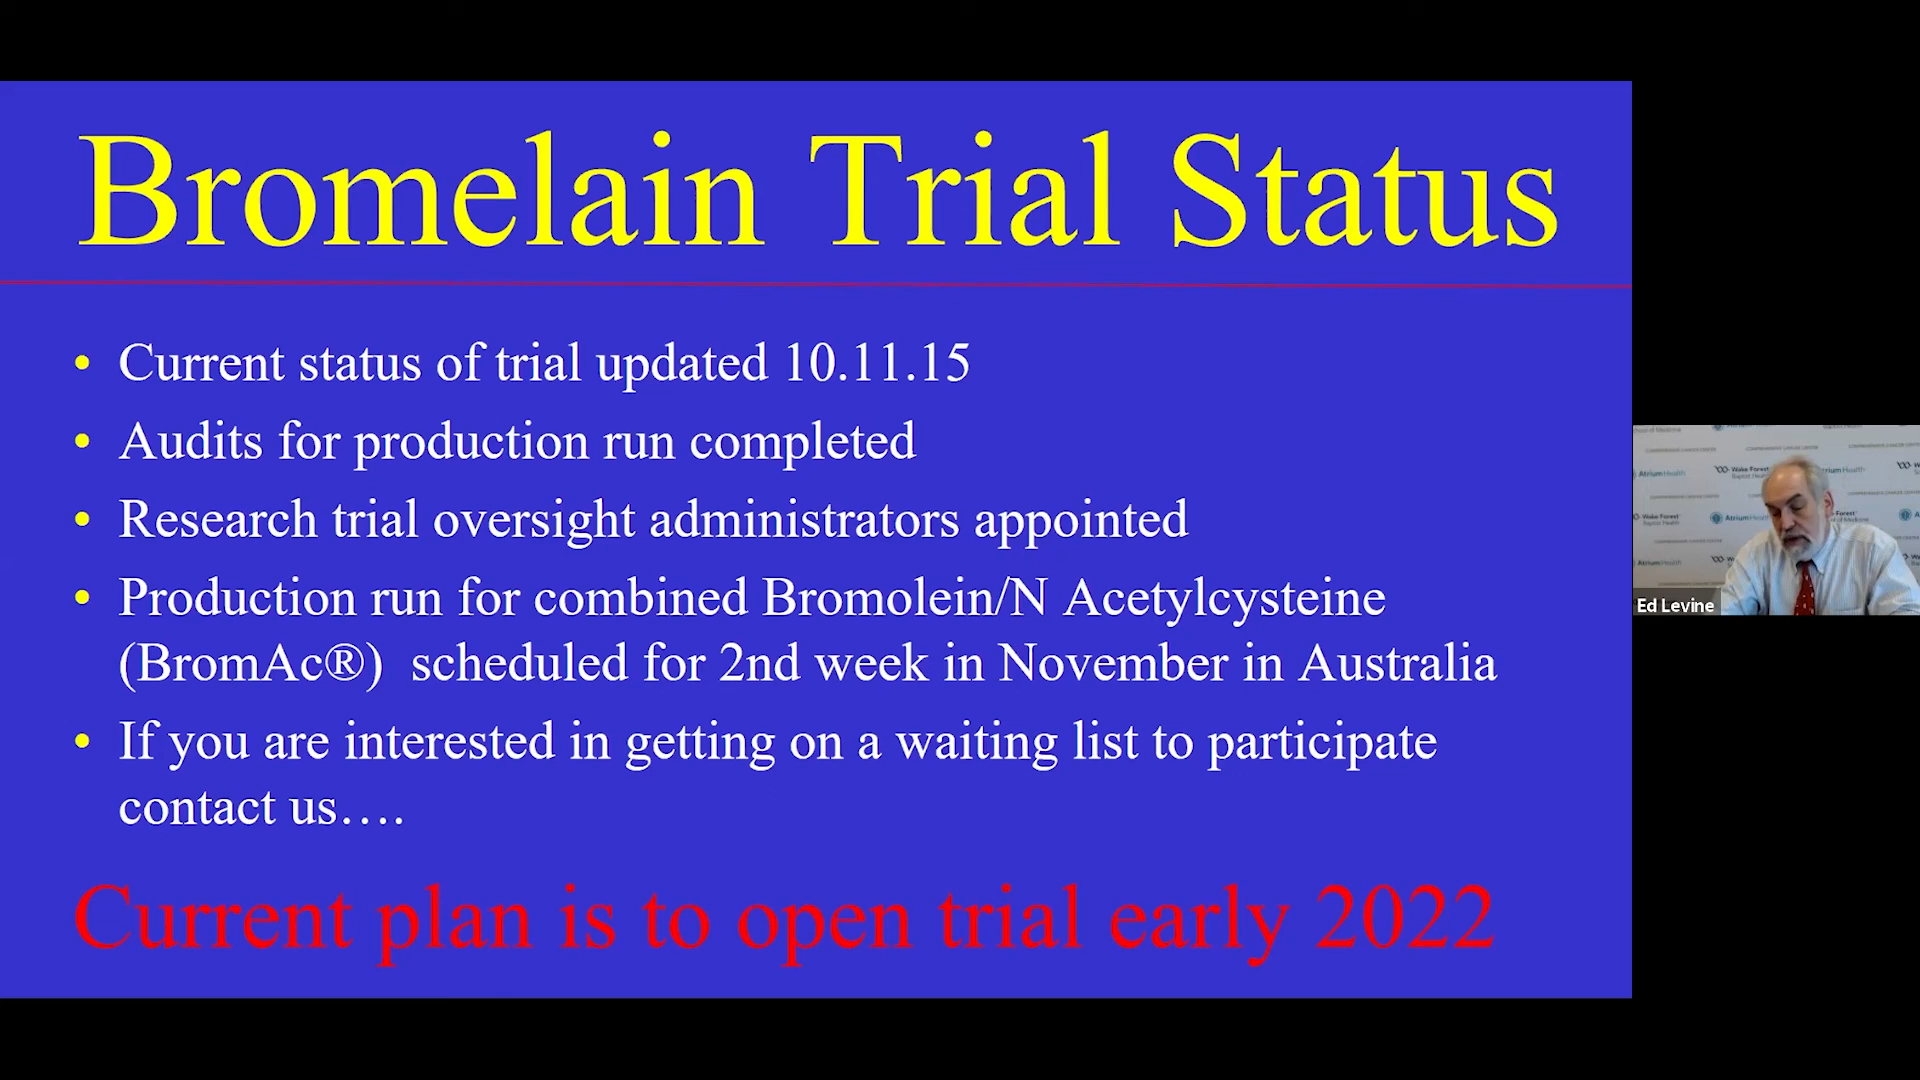 Bromelain Trial Status
• Current status of trial updated 10.11.15
• Audits for production run completed
• Research trial oversight administrators appointed
• Production run for combined Bromolein/N Acetylcysteine
(BromAc®) scheduled for 2nd week in November in Australia
• If you are interested in getting on a waiting list to participate
contact us….
Current plan is to open trial early 2022
AtriumHealth
Wake Forest
Ed Levine